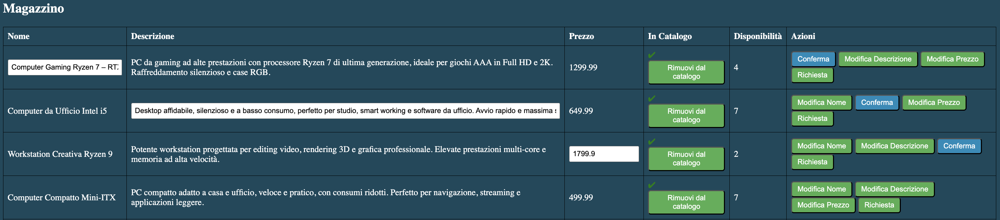 Magazzino
Nome Descrizione Prezzo In Catalogo Disponibilità Azioni
Computer Gaming Ryzen 7 – RT
PC da gaming ad alte prestazioni con processore Ryzen 7 di ultima generazione, ideale per giochi AAA in Full HD e 2K.
Raffreddamento silenzioso e case RGB.
1299.99
✔
Rimuovi dal
catalogo
4
Conferma Modifica Descrizione Modifica Prezzo
Richiesta
Computer da Ufficio Intel i5
Desktop affidabile, silenzioso e a basso consumo, perfetto per studio, smart working e software da ufficio. Avvio rapido e massima s
649.99
✔
Rimuovi dal
catalogo
7
Modifica Nome Conferma Modifica Prezzo
Richiesta
Workstation Creativa Ryzen 9
Potente workstation progettata per editing video, rendering 3D e grafica professionale. Elevate prestazioni multi-core e
memoria ad alta velocità.
1799.9
✔
Rimuovi dal
catalogo
2
Modifica Nome Modifica Descrizione Conferma
Richiesta
Computer Compatto Mini-ITX
PC compatto adatto a casa e ufficio, veloce e pratico, con consumi ridotti. Perfetto per navigazione, streaming e
applicazioni leggere.
499.99
✔
Rimuovi dal
catalogo
7
Modifica Nome Modifica Descrizione
Modifica Prezzo Richiesta